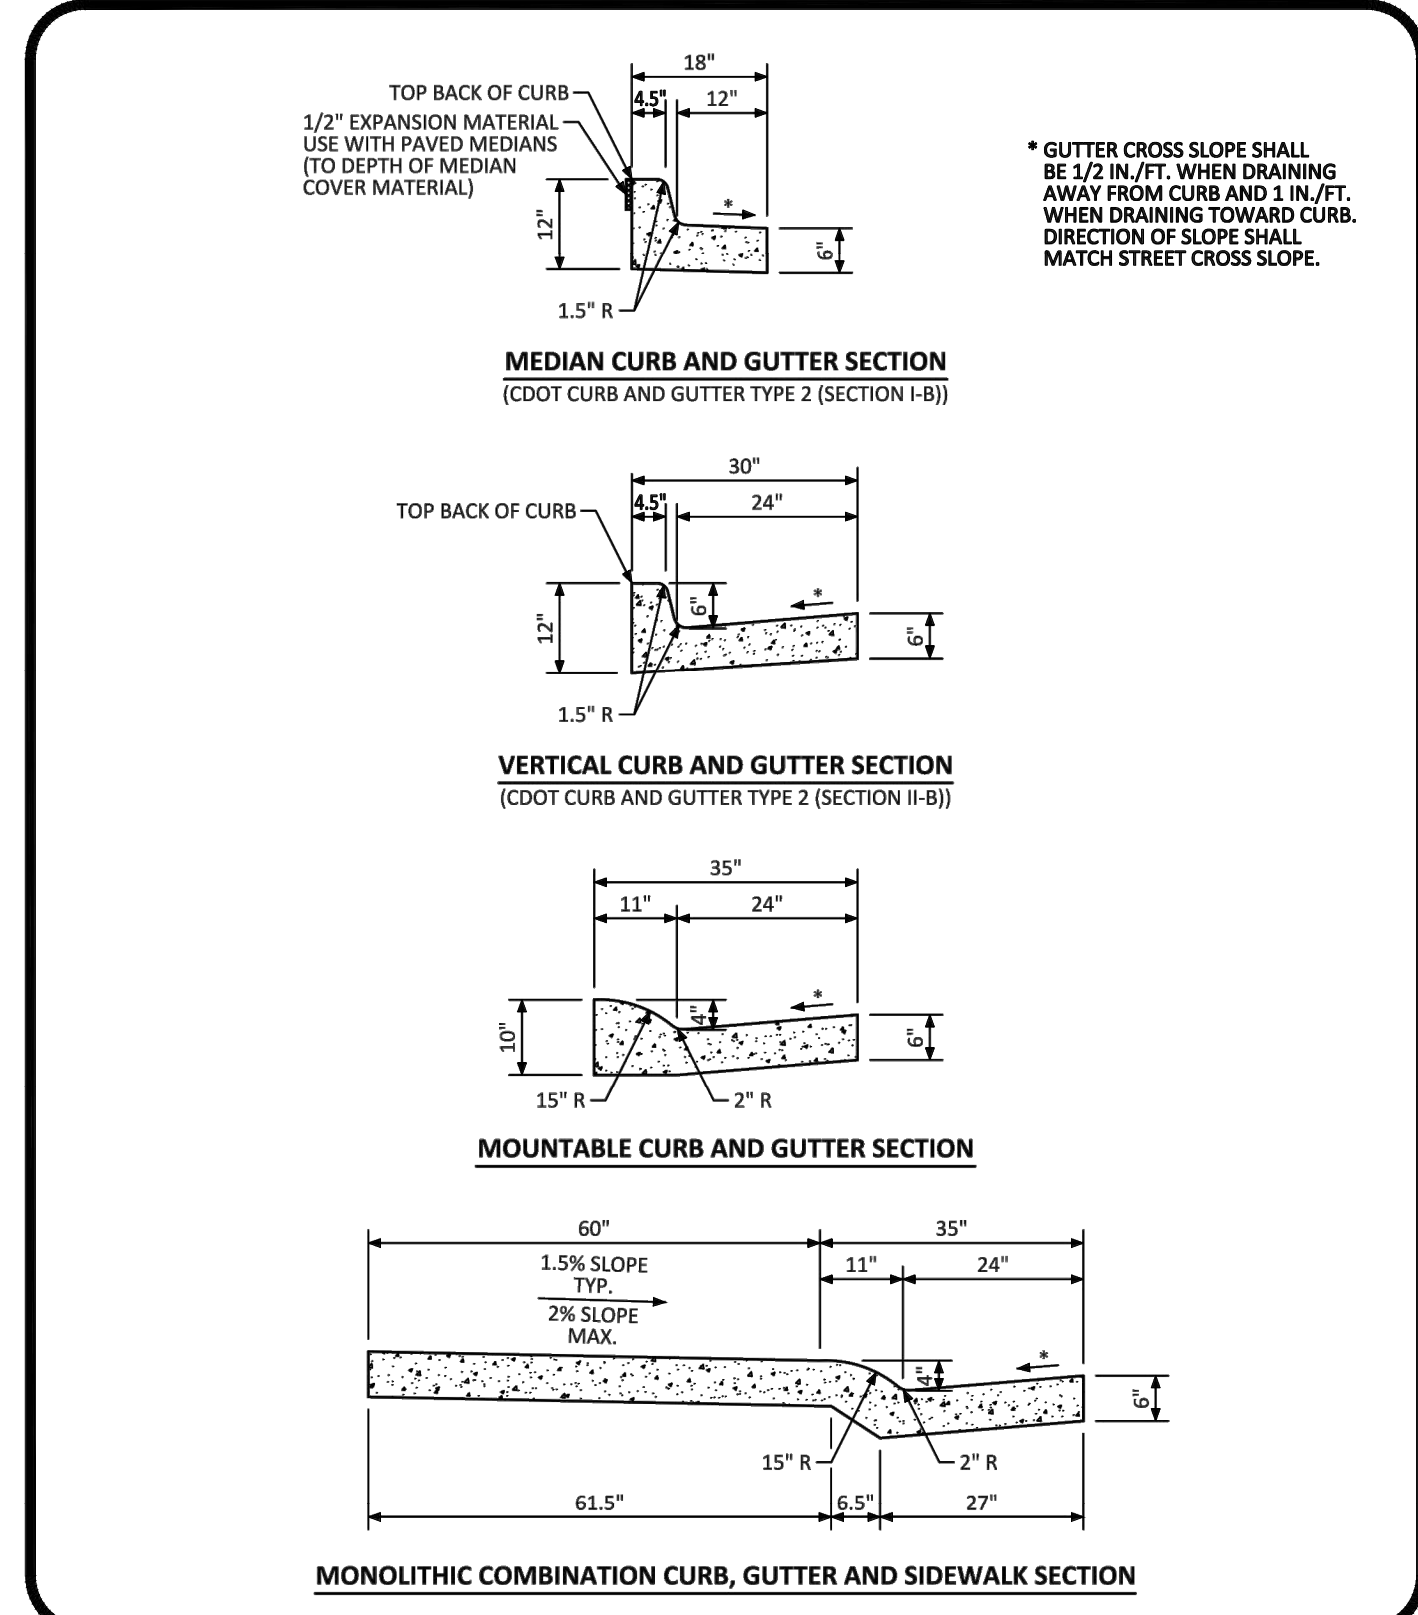 18"
4.5"
12"
TOP BACK OF CURB
1/2" EXPANSION MATERIAL
USE WITH PAVED MEDIANS
(TO DEPTH OF MEDIAN
COVER MATERIAL)
* GUTTER CROSS SLOPE SHALL
BE 1/2 IN./FT. WHEN DRAINING
AWAY FROM CURB AND 1 IN./FT.
WHEN DRAINING TOWARD CURB.
DIRECTION OF SLOPE SHALL
MATCH STREET CROSS SLOPE.
*
12"
6"
1.5" R
MEDIAN CURB AND GUTTER SECTION
(CDOT CURB AND GUTTER TYPE 2 (SECTION I-B))
30"
4.5"
24"
TOP BACK OF CURB
*
12"
6"
6"
1.5" R
VERTICAL CURB AND GUTTER SECTION
(CDOT CURB AND GUTTER TYPE 2 (SECTION II-B))
35"
11"
24"
*
10"
4"
6"
15" R
2" R
MOUNTABLE CURB AND GUTTER SECTION
60"
35"
1.5% SLOPE
TYP.
2% SLOPE
MAX.
11"
24"
*
4"
6"
15" R
2" R
61.5"
6.5"
27"
MONOLITHIC COMBINATION CURB, GUTTER AND SIDEWALK SECTION